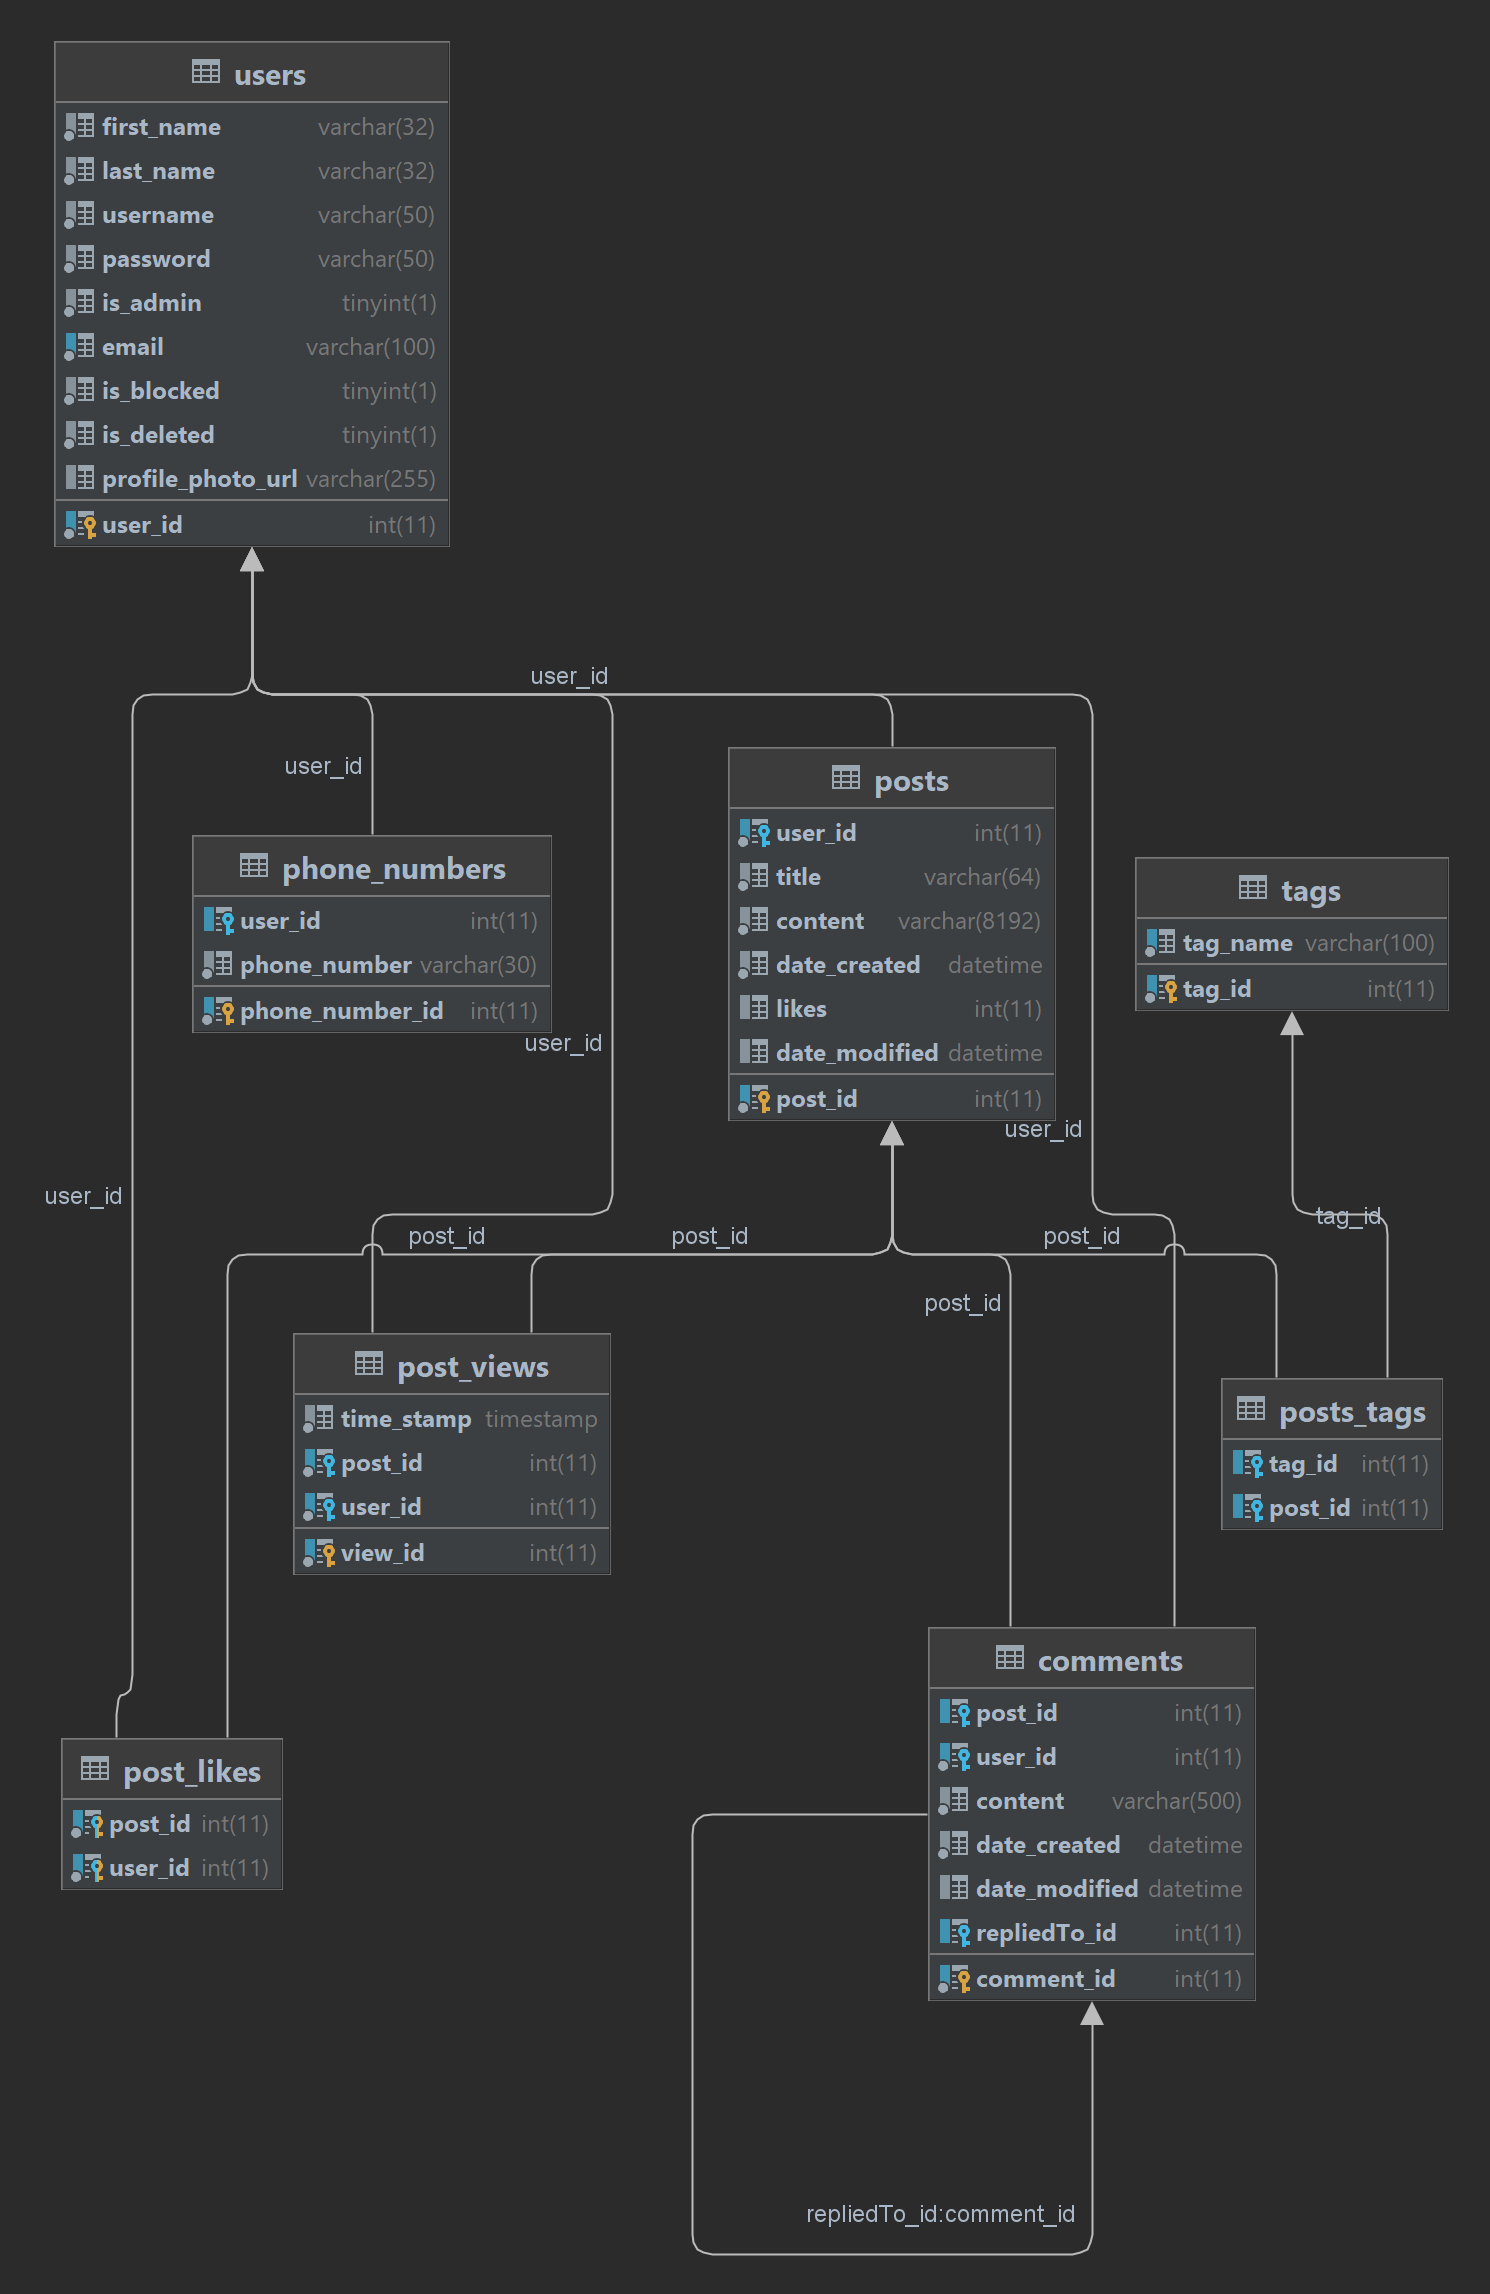 users
first_name varchar(32)
last_name varchar(32)
username varchar(50)
password varchar(50)
is_admin tinyint(1)
email varchar(100)
is_blocked tinyint(1)
is_deleted tinyint(1)
profile_photo_url varchar(255)
user_id int(11)
user_id
user_id
phone_numbers
user_id int(11)
phone_number varchar(30)
phone_number_id int(11)
user_id
posts
user_id int(11)
title varchar(64)
content varchar(8192)
date_created datetime
likes int(11)
date_modified datetime
post_id int(11)
user_id
tags
tag_name varchar(100)
tag_id int(11)
user_id
tag_id
post_id
post_id
post_id
post_id
post_views
time_stamp timestamp
post_id int(11)
user_id int(11)
view_id int(11)
posts_tags
tag_id int(11)
post_id int(11)
comments
post_id int(11)
user_id int(11)
content varchar(500)
date_created datetime
date_modified datetime
repliedTo_id int(11)
comment_id int(11)
post_likes
post_id int(11)
user_id int(11)
repliedTo_id:comment_id